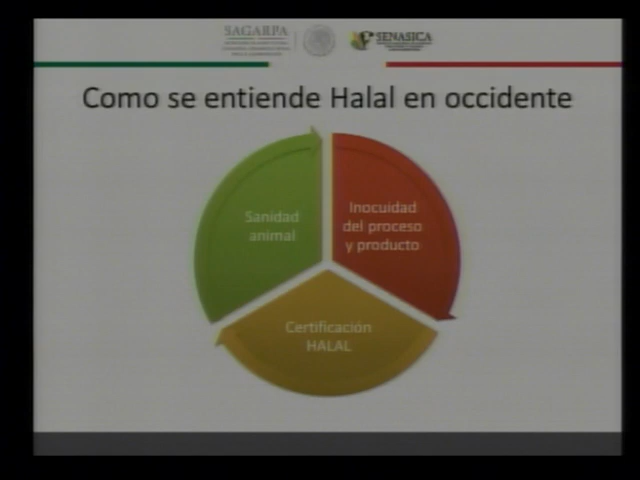 SAGARPA
SENASICA
Como se entiende Halal en occidente
Sanidad
animal
Inocuidad
del proceso
y producto
Certificación
HALAL